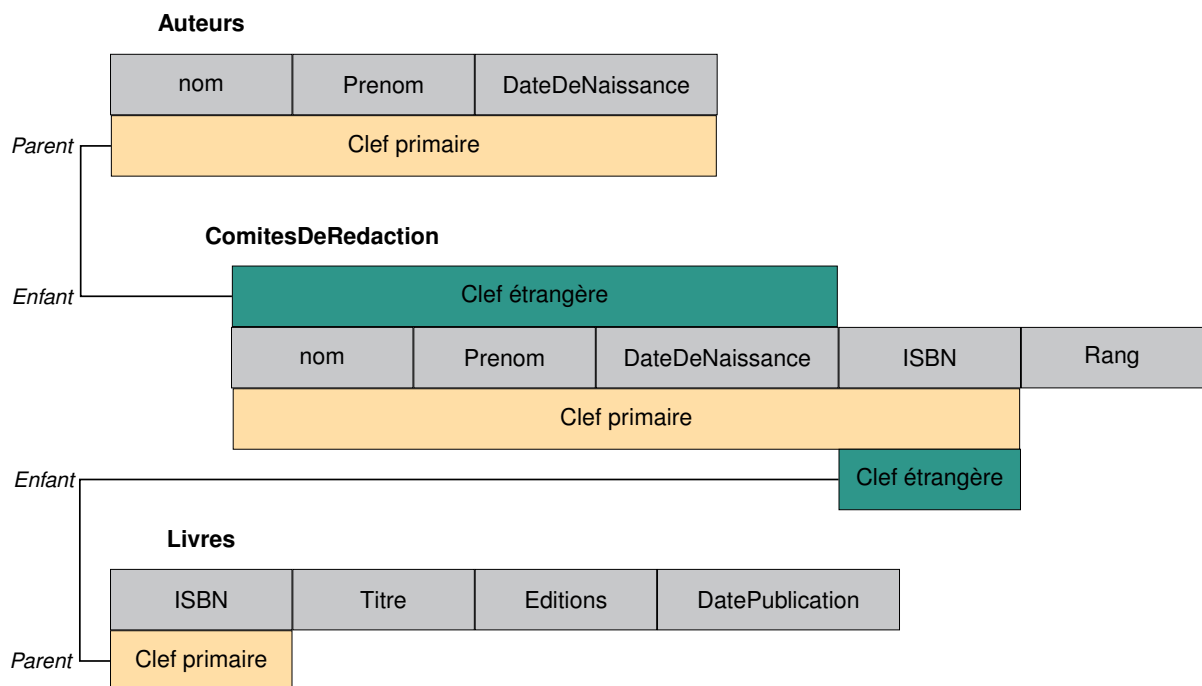 Auteurs
nom Prenom DateDeNaissance
Parent Clef primaire
ComitesDeRedaction
Enfant Clef étrangère
nom Prenom DateDeNaissance ISBN Rang
Clef primaire
Enfant Clef étrangère
Livres
ISBN Titre Editions DatePublication
Parent Clef primaire